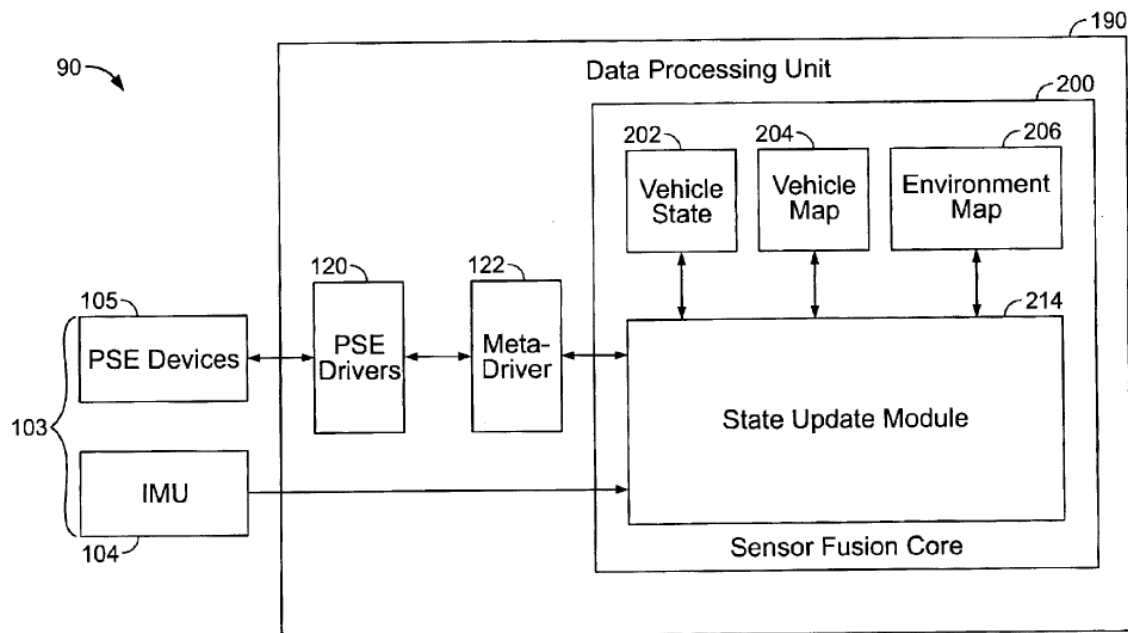 190
90
Data Processing Unit
200
202
204
206
Vehicle
State
Vehicle
Map
Environment
Map
120
122
105
214
PSE Devices
PSE
Drivers
Meta-
Driver
State Update Module
103
IMU
104
Sensor Fusion Core